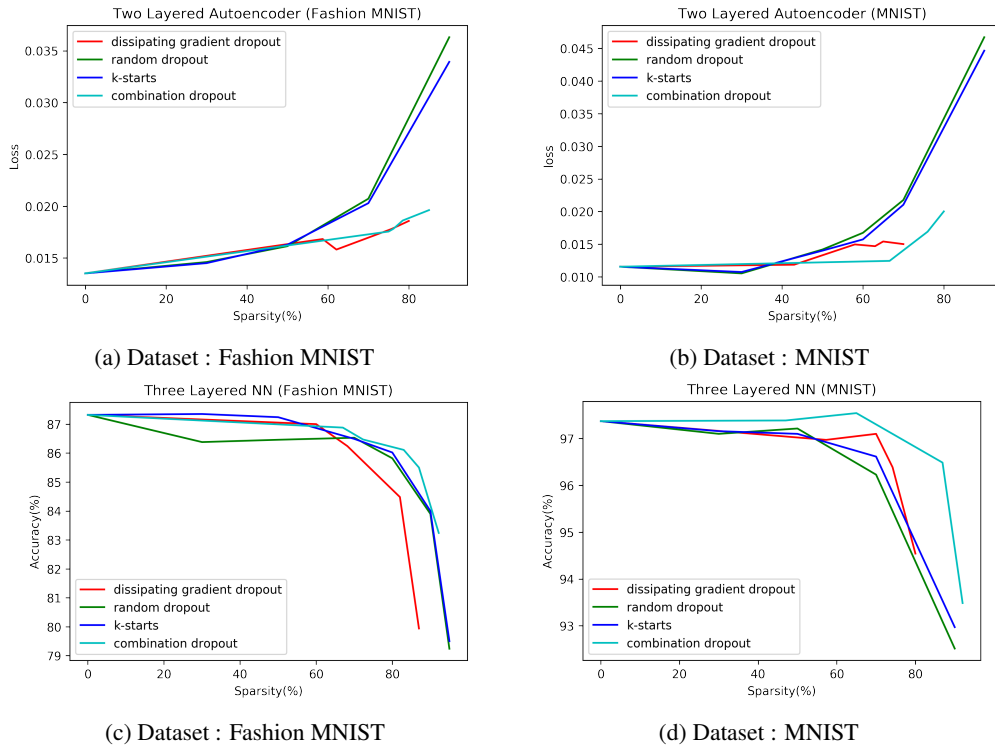 Two Layered Autoencoder (Fashion MNIST)
0.035
0.030
0.025
0.020
0.015
Loss
dissipating gradient dropout
random dropout
k-starts
combination dropout
0 20 40 60 80
Sparsity(%)
(a) Dataset : Fashion MNIST
Two Layered Autoencoder (MNIST)
0.045
0.040
0.035
0.030
0.025
0.020
0.015
0.010
loss
dissipating gradient dropout
random dropout
k-starts
combination dropout
0 20 40 60 80
Sparsity(%)
(b) Dataset : MNIST
Three Layered NN (Fashion MNIST)
87
86
85
84
83
82
81
80
79
Accuracy(%)
dissipating gradient dropout
random dropout
k-starts
combination dropout
0 20 40 60 80
Sparsity(%)
(c) Dataset : Fashion MNIST
Three Layered NN (MNIST)
97
96
95
94
93
Accuracy(%)
dissipating gradient dropout
random dropout
k-starts
combination dropout
0 20 40 60 80
Sparsity(%)
(d) Dataset : MNIST